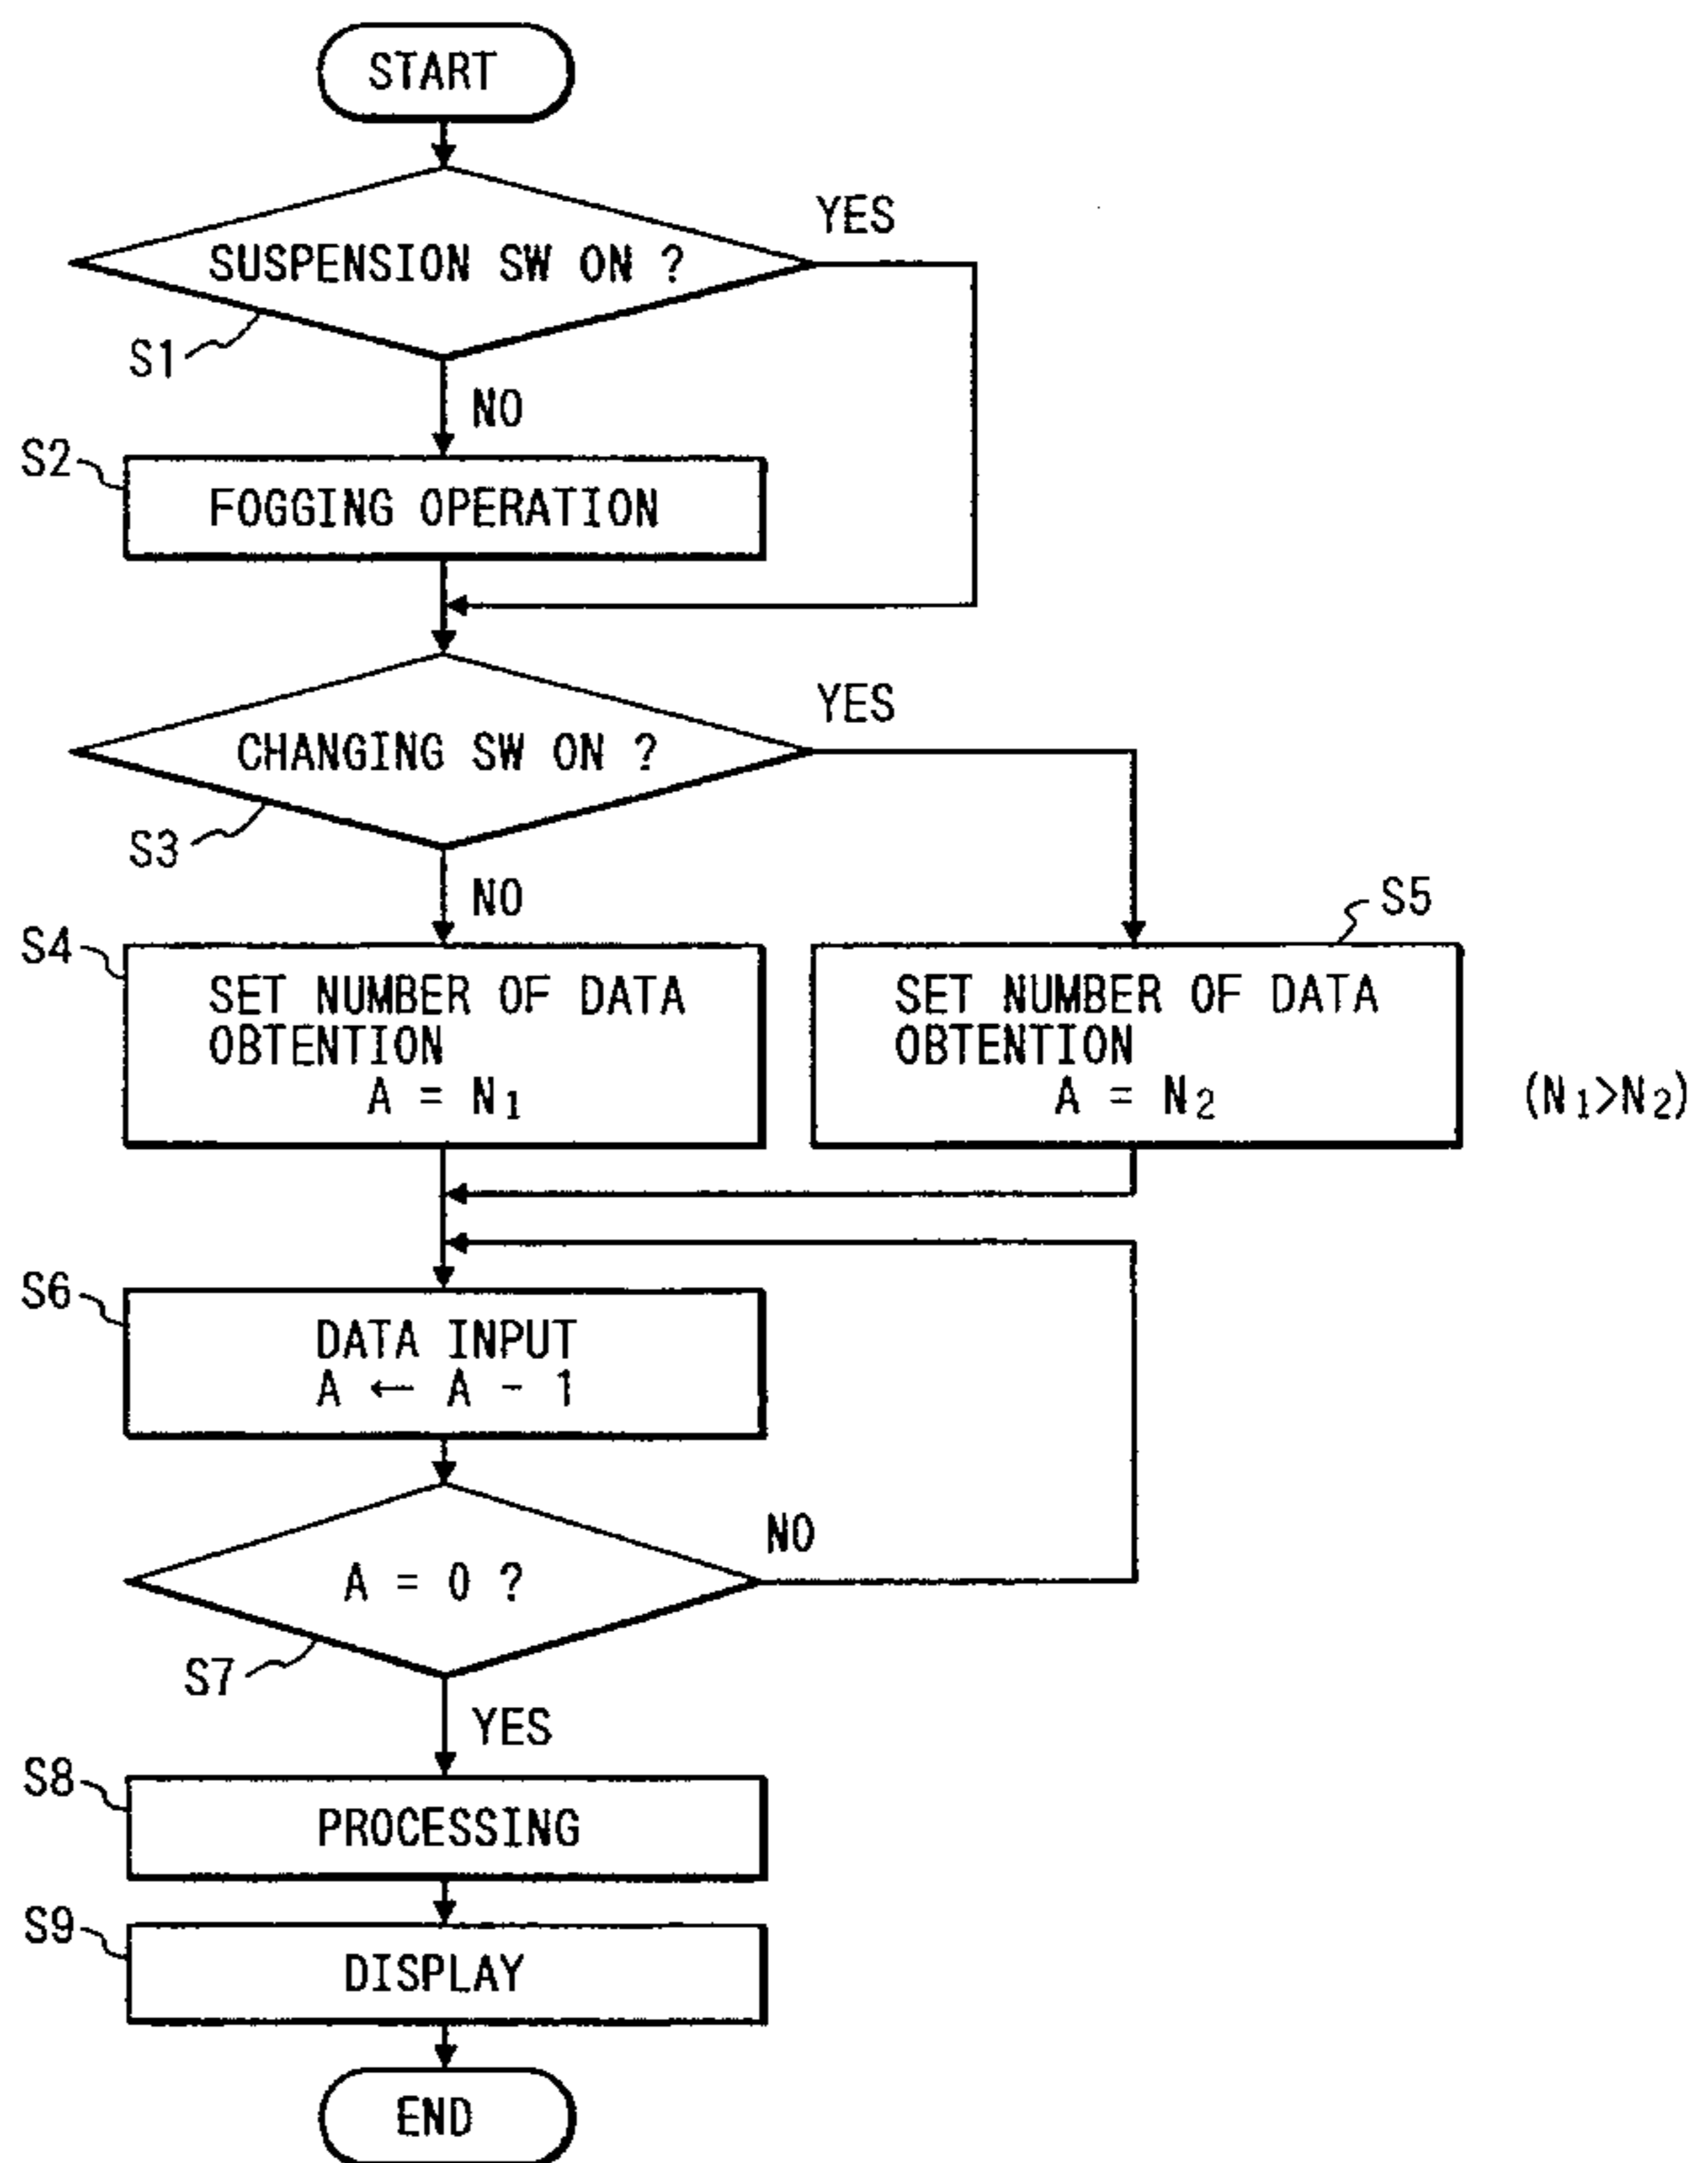 START
YES
SUSPENSION SW ON ?
S1
NO
S2
FOGGING OPERATION
YES
CHANGING SW ON ?
S3
NO
S5
S4
SET NUMBER OF DATA
OBTENTION
A = N1
SET NUMBER OF DATA
OBTENTION
A = N2
(N1>N2)
S6
DATA INPUT
A ← A - 1
NO
A = 0 ?
S7
YES
S8
PROCESSING
S9
DISPLAY
END